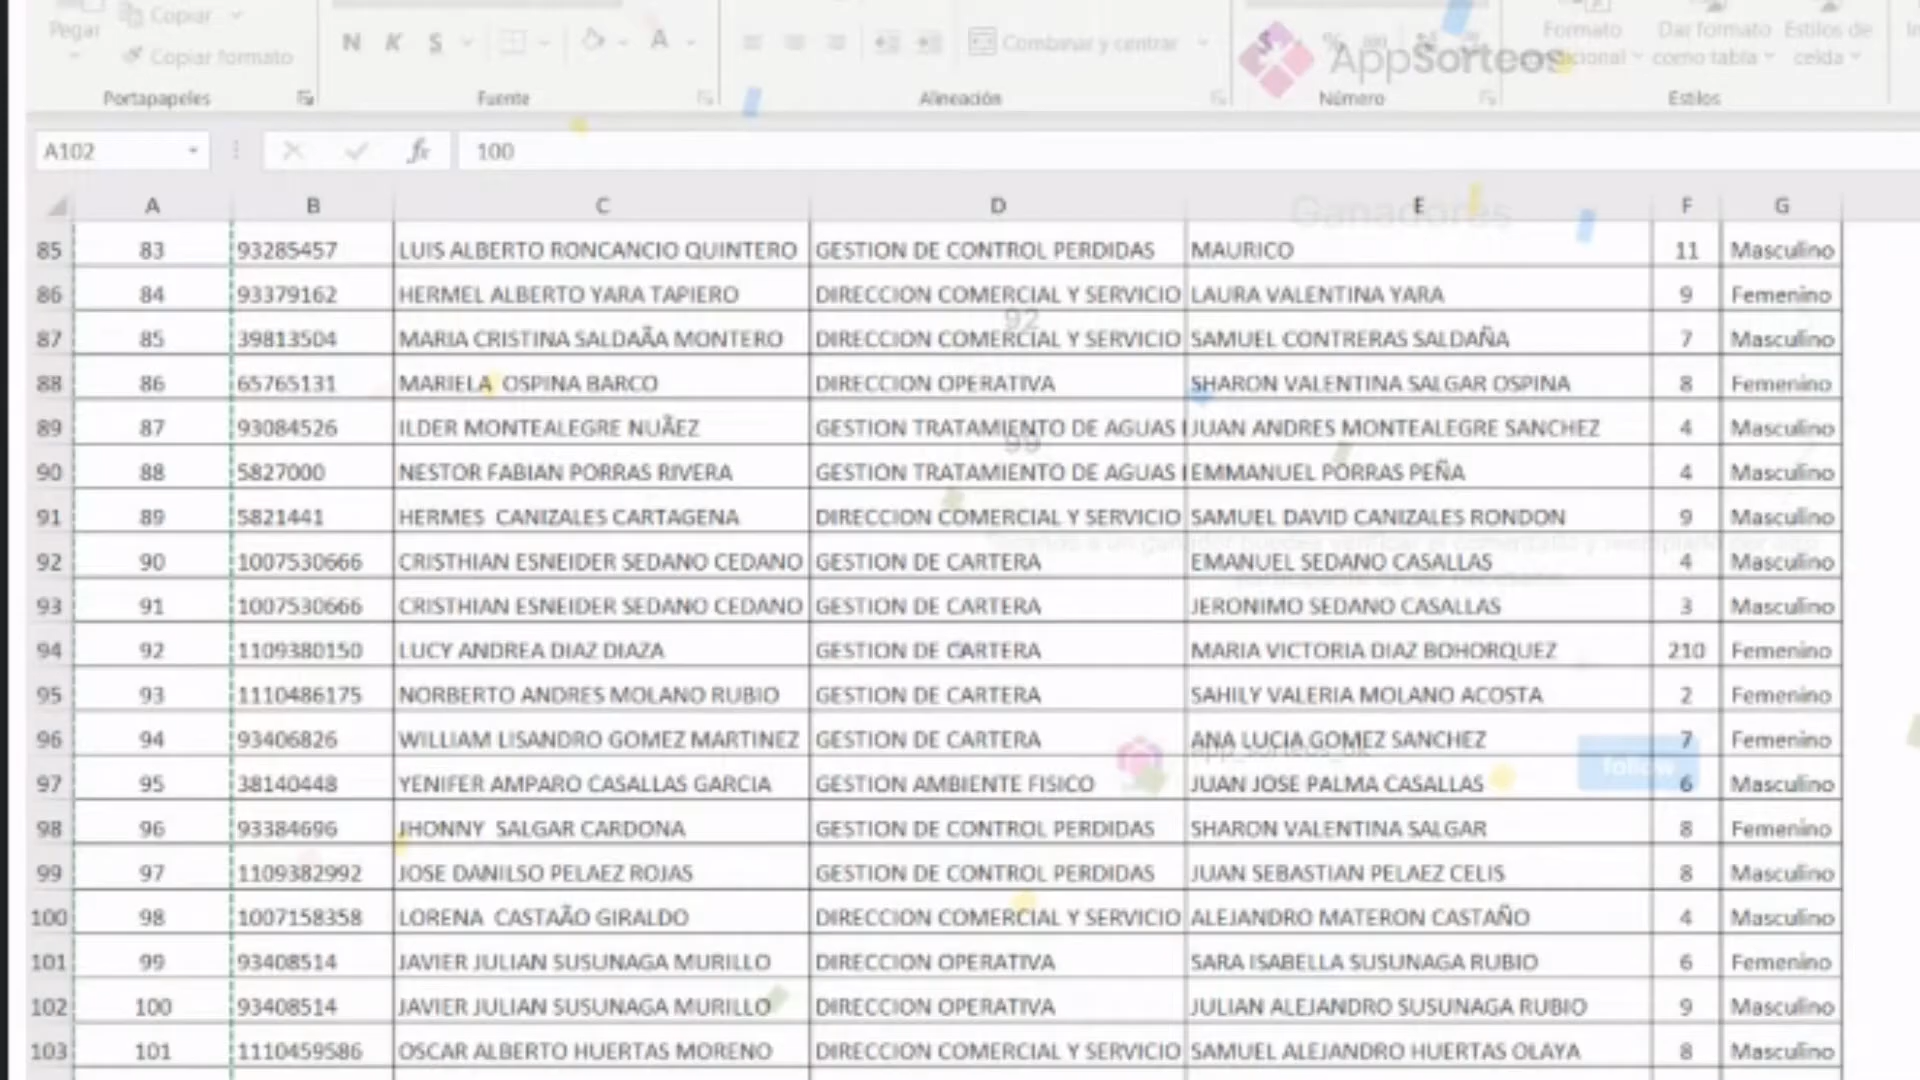 Pegar
Copiar
Copiar formato
Portapapeles
N K S
A
Fuente
Combinar y centrar
Alineación
$ % 000
AppSorteos
Número
Formato
Dar formato
como tabla
Estilos de
celda
Estilos
A102
fx
100
A B C D E F G
Ganadores
85 83 93285457 LUIS ALBERTO RONCANCIO QUINTERO GESTION DE CONTROL PERDIDAS MAURICO 11 Masculino
86 84 93379162 HERMEL ALBERTO YARA TAPIERO DIRECCION COMERCIAL Y SERVICIO LAURA VALENTINA YARA 9 Femenino
92
87 85 39813504 MARIA CRISTINA SALDAÃA MONTERO DIRECCION COMERCIAL Y SERVICIO SAMUEL CONTRERAS SALDAÑA 7 Masculino
88 86 65765131 MARIELA OSPINA BARCO DIRECCION OPERATIVA SHARON VALENTINA SALGAR OSPINA 8 Femenino
89 87 93084526 ILDER MONTEALEGRE NUÃEZ GESTION TRATAMIENTO DE AGUAS JUAN ANDRES MONTEALEGRE SANCHEZ 4 Masculino
99
90 88 5827000 NESTOR FABIAN PORRAS RIVERA GESTION TRATAMIENTO DE AGUAS EMMANUEL PORRAS PEÑA 4 Masculino
91 89 5821441 HERMES CANIZALES CARTAGENA DIRECCION COMERCIAL Y SERVICIO SAMUEL DAVID CANIZALES RONDON 9 Masculino
92 90 1007530666 CRISTHIAN ESNEIDER SEDANO CEDANO GESTION DE CARTERA EMANUEL SEDANO CASALLAS 4 Masculino
93 91 1007530666 CRISTHIAN ESNEIDER SEDANO CEDANO GESTION DE CARTERA JERONIMO SEDANO CASALLAS 3 Masculino
94 92 1109380150 LUCY ANDREA DIAZ DIAZA GESTION DE CARTERA MARIA VICTORIA DIAZ BOHORQUEZ 210 Femenino
95 93 1110486175 NORBERTO ANDRES MOLANO RUBIO GESTION DE CARTERA SAHILY VALERIA MOLANO ACOSTA 2 Femenino
96 94 93406826 WILLIAM LISANDRO GOMEZ MARTINEZ GESTION DE CARTERA ANA LUCIA GOMEZ SANCHEZ 7 Femenino
follow
97 95 38140448 YENIFER AMPARO CASALLAS GARCIA GESTION AMBIENTE FISICO JUAN JOSE PALMA CASALLAS 6 Masculino
98 96 93384696 JHONNY SALGAR CARDONA GESTION DE CONTROL PERDIDAS SHARON VALENTINA SALGAR 8 Femenino
99 97 1109382992 JOSE DANILSO PELAEZ ROJAS GESTION DE CONTROL PERDIDAS JUAN SEBASTIAN PELAEZ CELIS 8 Masculino
100 98 1007158358 LORENA CASTAÃO GIRALDO DIRECCION COMERCIAL Y SERVICIO ALEJANDRO MATERON CASTAÑO 4 Masculino
101 99 93408514 JAVIER JULIAN SUSUNAGA MURILLO DIRECCION OPERATIVA SARA ISABELLA SUSUNAGA RUBIO 6 Femenino
102 100 93408514 JAVIER JULIAN SUSUNAGA MURILLO DIRECCION OPERATIVA JULIAN ALEJANDRO SUSUNAGA RUBIO 9 Masculino
103 101 1110459586 OSCAR ALBERTO HUERTAS MORENO DIRECCION COMERCIAL Y SERVICIO SAMUEL ALEJANDRO HUERTAS OLAYA 8 Masculino